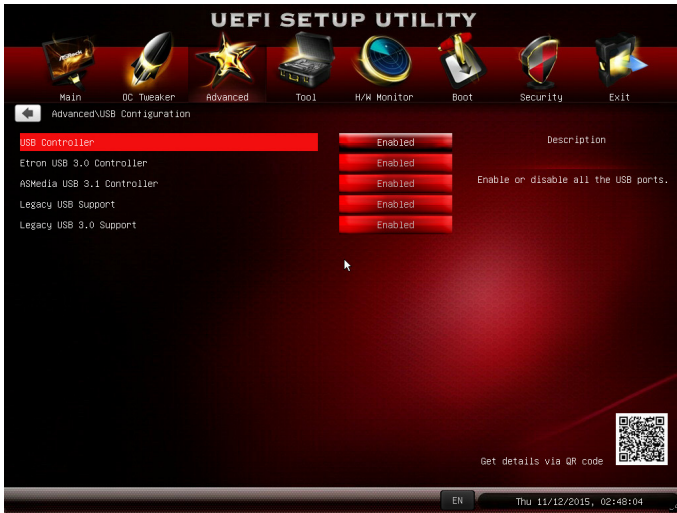 UEFI SETUP UTILITY
ASRock
Main OC Tweaker Advanced Tool H/W Monitor Boot Security Exit
Advanced\USB Configuration
USB Controller Enabled
Description
Etron USB 3.0 Controller Enabled
ASMedia USB 3.1 Controller Enabled
Enable or disable all the USB ports.
Legacy USB Support Enabled
Legacy USB 3.0 Support Enabled
Get details via QR code
EN Thu 11/12/2015, 02:48:04